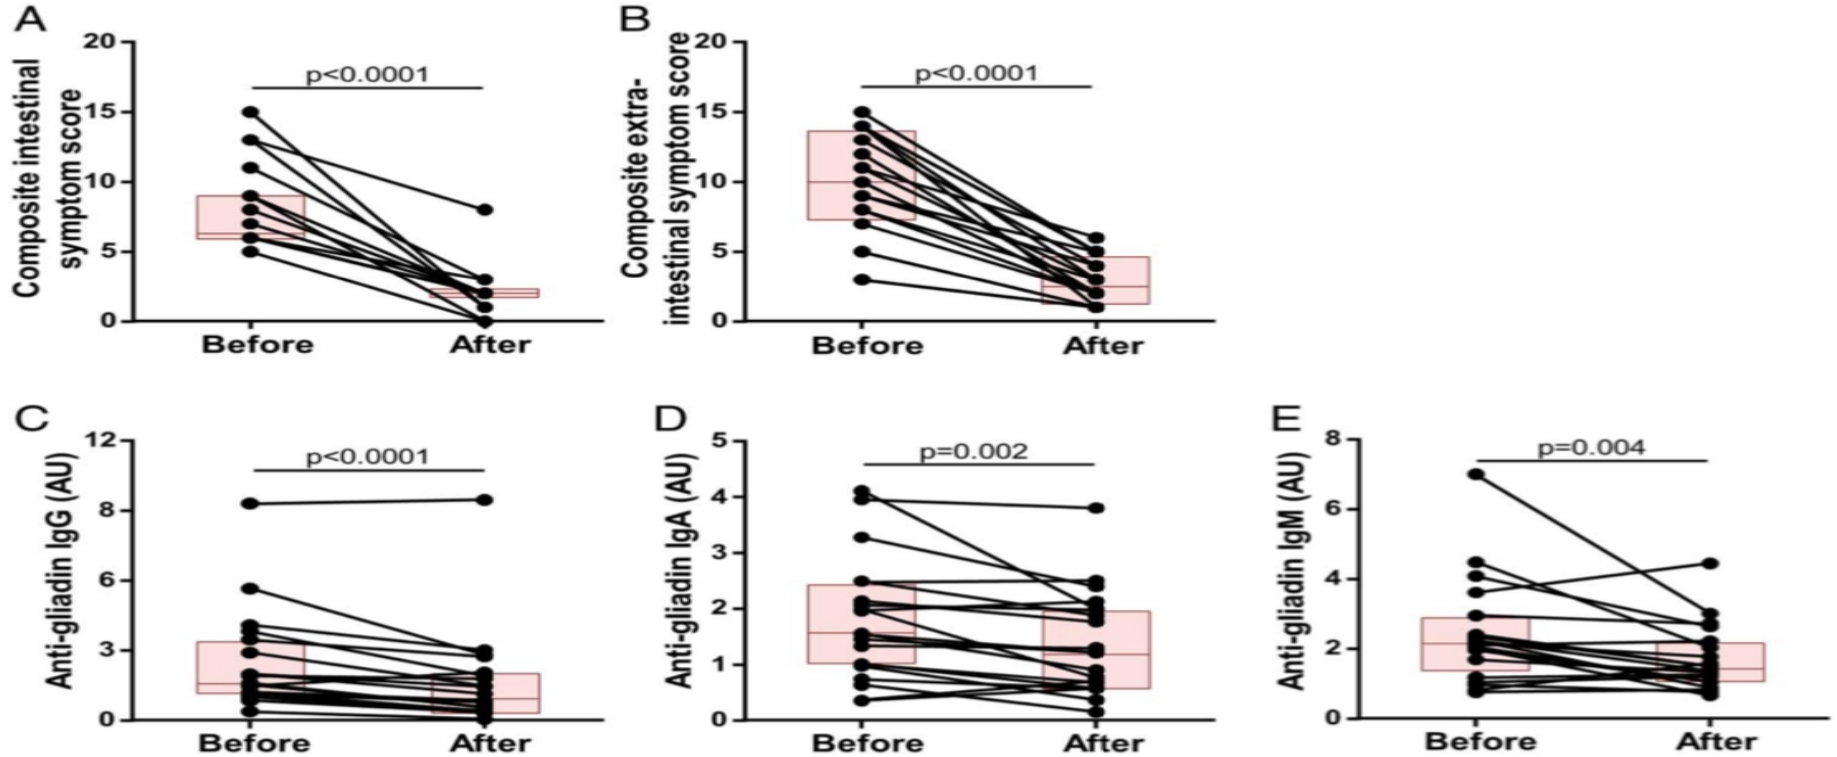 A
Composite intestinal
symptom score
20
15
10
5
0
p<0.0001
Before
After
B
Composite extra-
intestinal symptom score
20
15
10
5
0
p<0.0001
Before
After
C
Anti-gliadin IgG (AU)
12
8
6
3
0
p<0.0001
Before
After
D
Anti-gliadin IgA (AU)
5
4
3
2
1
0
p=0.002
Before
After
E
Anti-gliadin IgM (AU)
8
6
4
2
0
p=0.004
Before
After